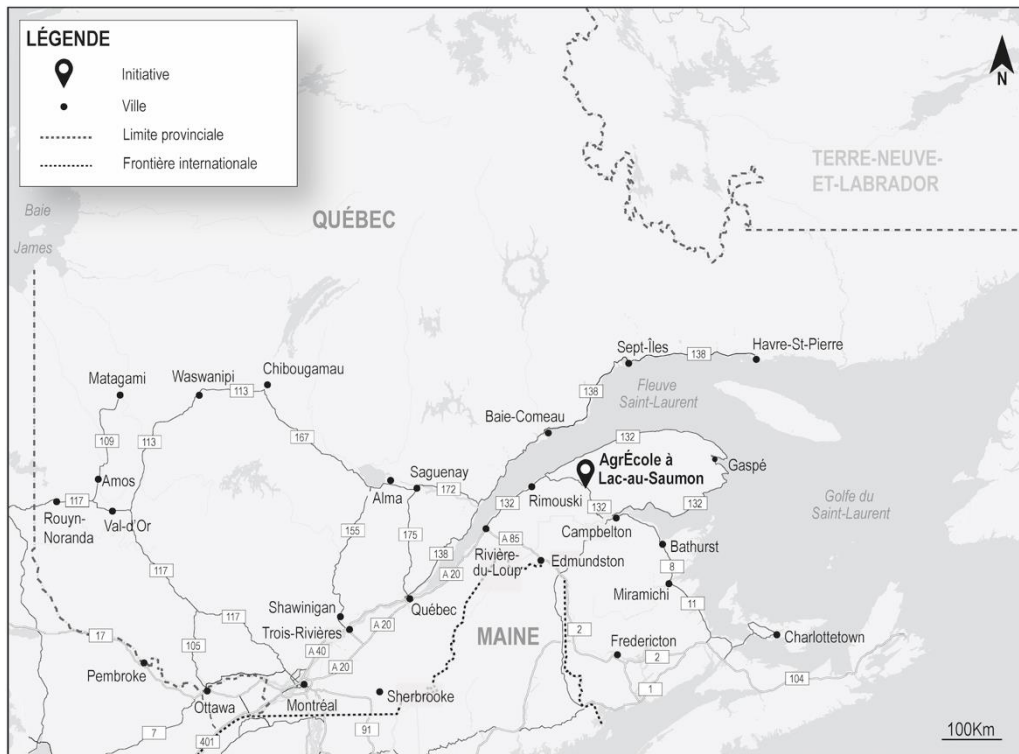 LÉGENDE
Initiative
Ville
Limite provinciale
Frontière internationale
N
TERRE-NEUVE-
ET-LABRADOR
Baie
James
QUÉBEC
Sept-Îles
138
Havre-St-Pierre
Matagami
Waswanipi
113
Chibougamau
138
Fleuve
Saint-Laurent
Baie-Comeau
109
113
167
132
AgrÉcole à
Lac-au-Saumon
Gaspé
Amos
Alma
Saguenay
172
Rimouski
132
132
132
Golfe du
Saint-Laurent
117
Rouyn-
Noranda
Val-d'Or
155
175
138
A 20
Rivière-
du-Loup
A 85
Campbelton
Edmundston
Bathurst
8
Miramichi
11
117
117
Shawinigan
Trois-Rivières
A 20
Québec
MAINE
2
Fredericton
2
Charlottetown
17
105
A 40
A 20
Pembroke
Ottawa
Montréal
Sherbrooke
1
104
7
401
91
100Km